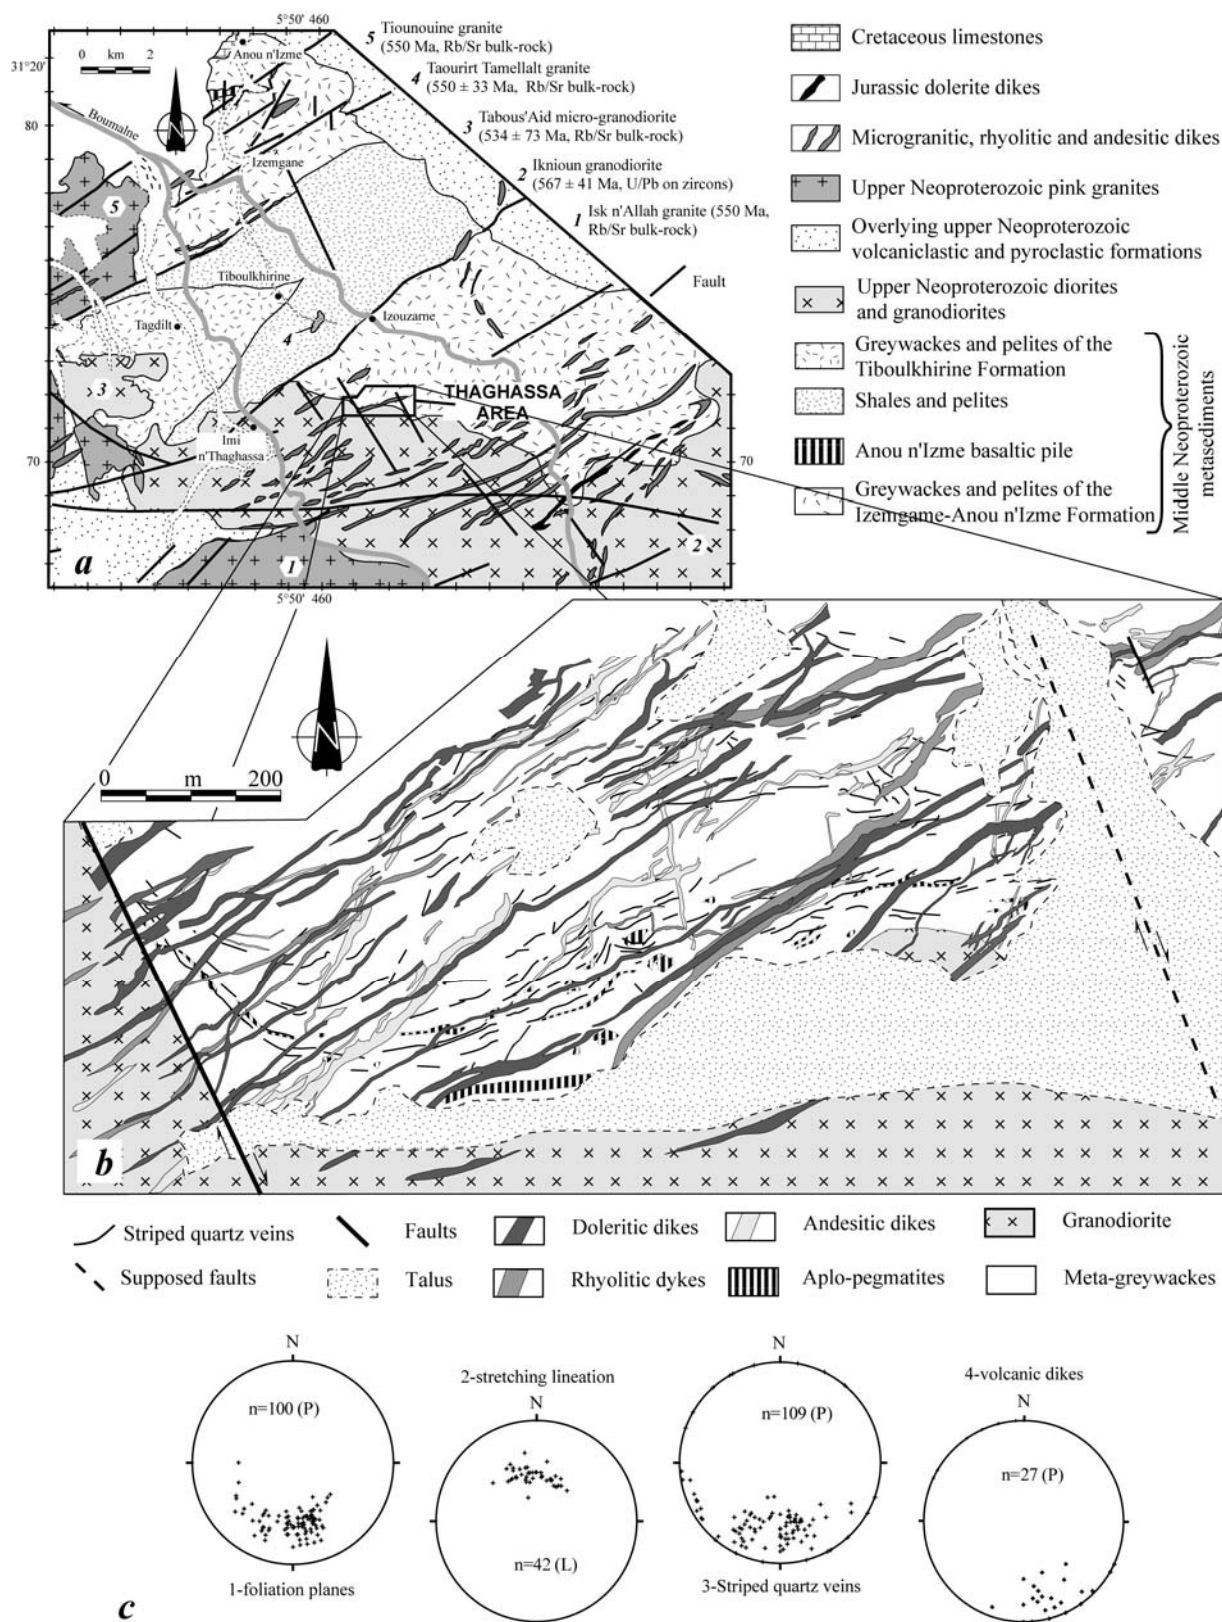 5°50' 460
0 km 2
31°20'
Anou n'Izme
80
Boumalne
N
Izemgane
5
Tiboulkhirine
Tagdilt
4
Izouzarne
3
THAGHASSA
AREA
Imi
n'Thaghassa
70
70
2
a
1
5°50' 460
Tiounouine granite
5 (550 Ma, Rb/Sr bulk-rock)
4 Taourirt Tamellalt granite
(550 ± 33 Ma, Rb/Sr bulk-rock)
Tabous'Aid micro-granodiorite
3 (534 ± 73 Ma, Rb/Sr bulk-rock)
Iknioun granodiorite
2 (567 ± 41 Ma, U/Pb on zircons)
1 Isk n'Allah granite (550 Ma,
Rb/Sr bulk-rock)
Fault
Cretaceous limestones
Jurassic dolerite dikes
Microgranitic, rhyolitic and andesitic dikes
Upper Neoproterozoic pink granites
Overlying upper Neoproterozoic
volcaniclastic and pyroclastic formations
Upper Neoproterozoic diorites
and granodiorites
Greywackes and pelites of the
Tiboulkhirine Formation
Shales and pelites
Anou n'Izme basaltic pile
Greywackes and pelites of the
Izemgame-Anou n'Izme Formation
Middle Neoproterozoic
metasediments
N
0 m 200
b
Striped quartz veins
Faults
Doleritic dikes
Andesitic dikes
Granodiorite
Supposed faults
Talus
Rhyolitic dykes
Aplo-pegmatites
Meta-greywackes
N
n=100 (P)
1-foliation planes
2-stretching lineation
N
n=42 (L)
N
n=109 (P)
3-Striped quartz veins
4-volcanic dikes
N
n=27 (P)
c